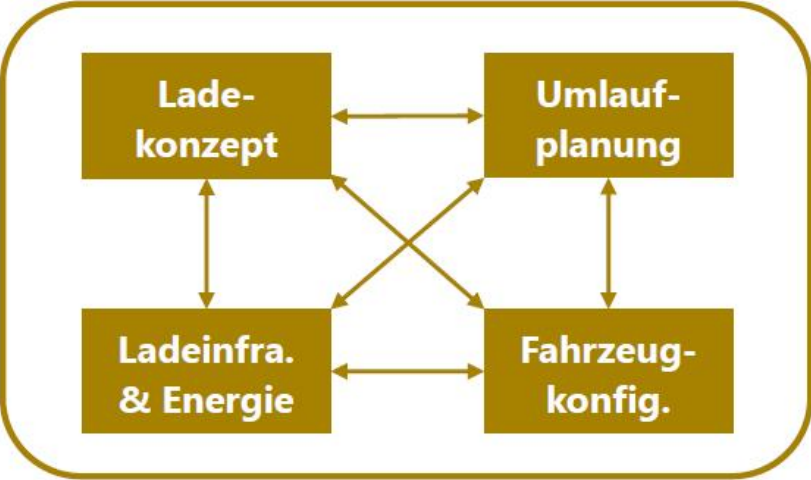 Lade-
konzept
Umlauf-
planung
Ladeinfra.
& Energie
Fahrzeug-
konfig.